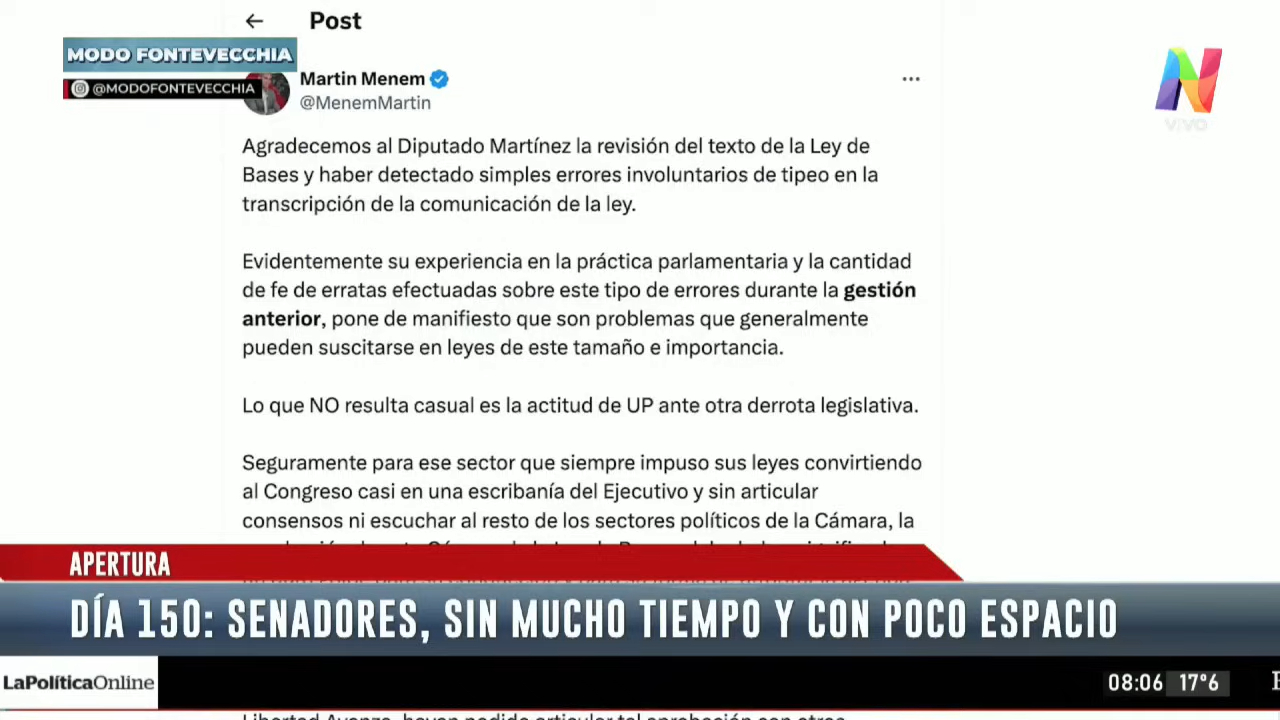 Post
MODO FONTEVECCHIA
@MODOFONTEVECCHIA
Martin Menem
@MenemMartin
VIVO
Agradecemos al Diputado Martínez la revisión del texto de la Ley de
Bases y haber detectado simples errores involuntarios de tipeo en la
transcripción de la comunicación de la ley.
Evidentemente su experiencia en la práctica parlamentaria y la cantidad
de fe de erratas efectuadas sobre este tipo de errores durante la gestión
anterior, pone de manifiesto que son problemas que generalmente
pueden suscitarse en leyes de este tamaño e importancia.
Lo que NO resulta casual es la actitud de UP ante otra derrota legislativa.
Seguramente para ese sector que siempre impuso sus leyes convirtiendo
al Congreso casi en una escribanía del Ejecutivo y sin articular
consensos ni escuchar al resto de los sectores políticos de la Cámara, la
APERTURA
DÍA 150: SENADORES, SIN MUCHO TIEMPO Y CON POCO ESPACIO
LaPolíticaOnline
08:06 17°6